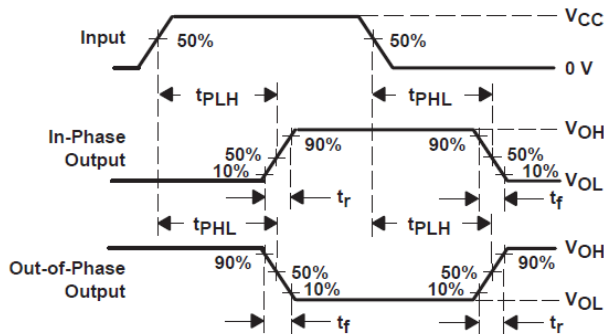 Input
50%
50%
VCC
0 V
tPLH
tPHL
In-Phase
Output
50%
10%
90%
90%
50%
10%
VOH
VOL
tr
tf
tPHL
tPLH
Out-of-Phase
Output
90%
50%
10%
50%
10%
90%
VOH
VOL
tf
tr